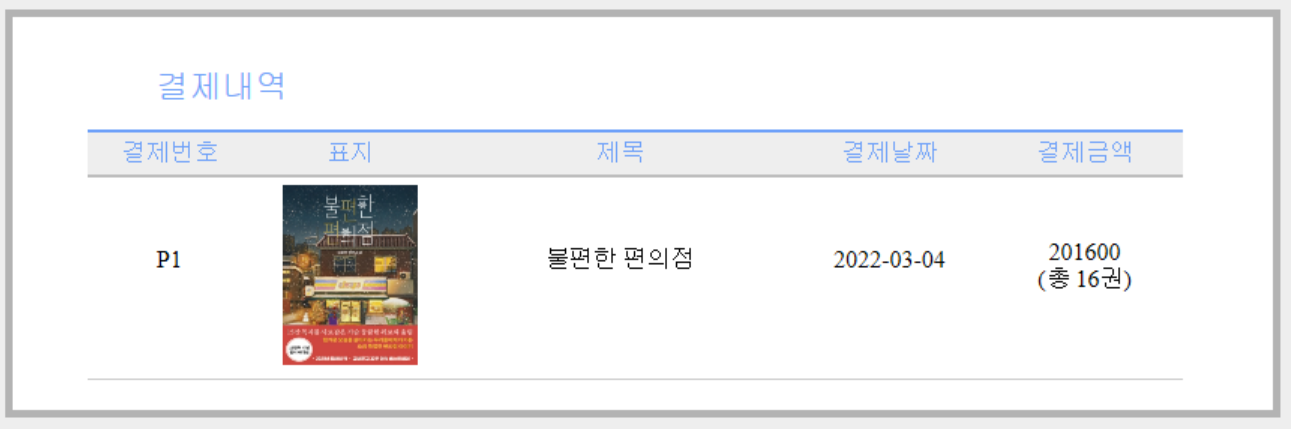 결제내역
결제번호 표지 제목 결제날짜 결제금액
불편한
편의점
P1 불편한 편의점 2022-03-04 201600
(총 16권)